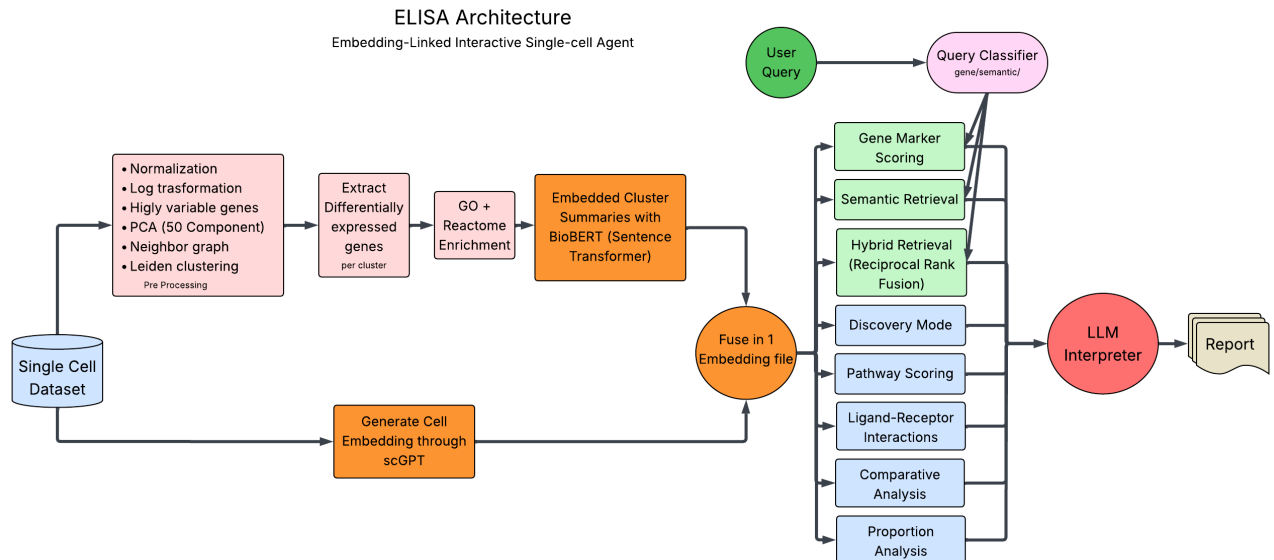 ELISA Architecture
Embedding-Linked Interactive Single-cell Agent
User
Query
Query Classifier
gene/semantic/
• Normalization
• Log trasformation
• Higly variable genes
• PCA (50 Component)
• Neighbor graph
• Leiden clustering
Pre Processing
Extract
Differentially
expressed
genes
per cluster
GO +
Reactome
Enrichment
Embedded Cluster
Summaries with
BioBERT (Sentence
Transformer)
Single Cell
Dataset
Generate Cell
Embedding through
scGPT
Fuse in 1
Embedding file
Gene Marker
Scoring
Semantic Retrieval
Hybrid Retrieval
(Reciprocal Rank
Fusion)
Discovery Mode
Pathway Scoring
Ligand-Receptor
Interactions
Comparative
Analysis
Proportion
Analysis
LLM
Interpreter
Report